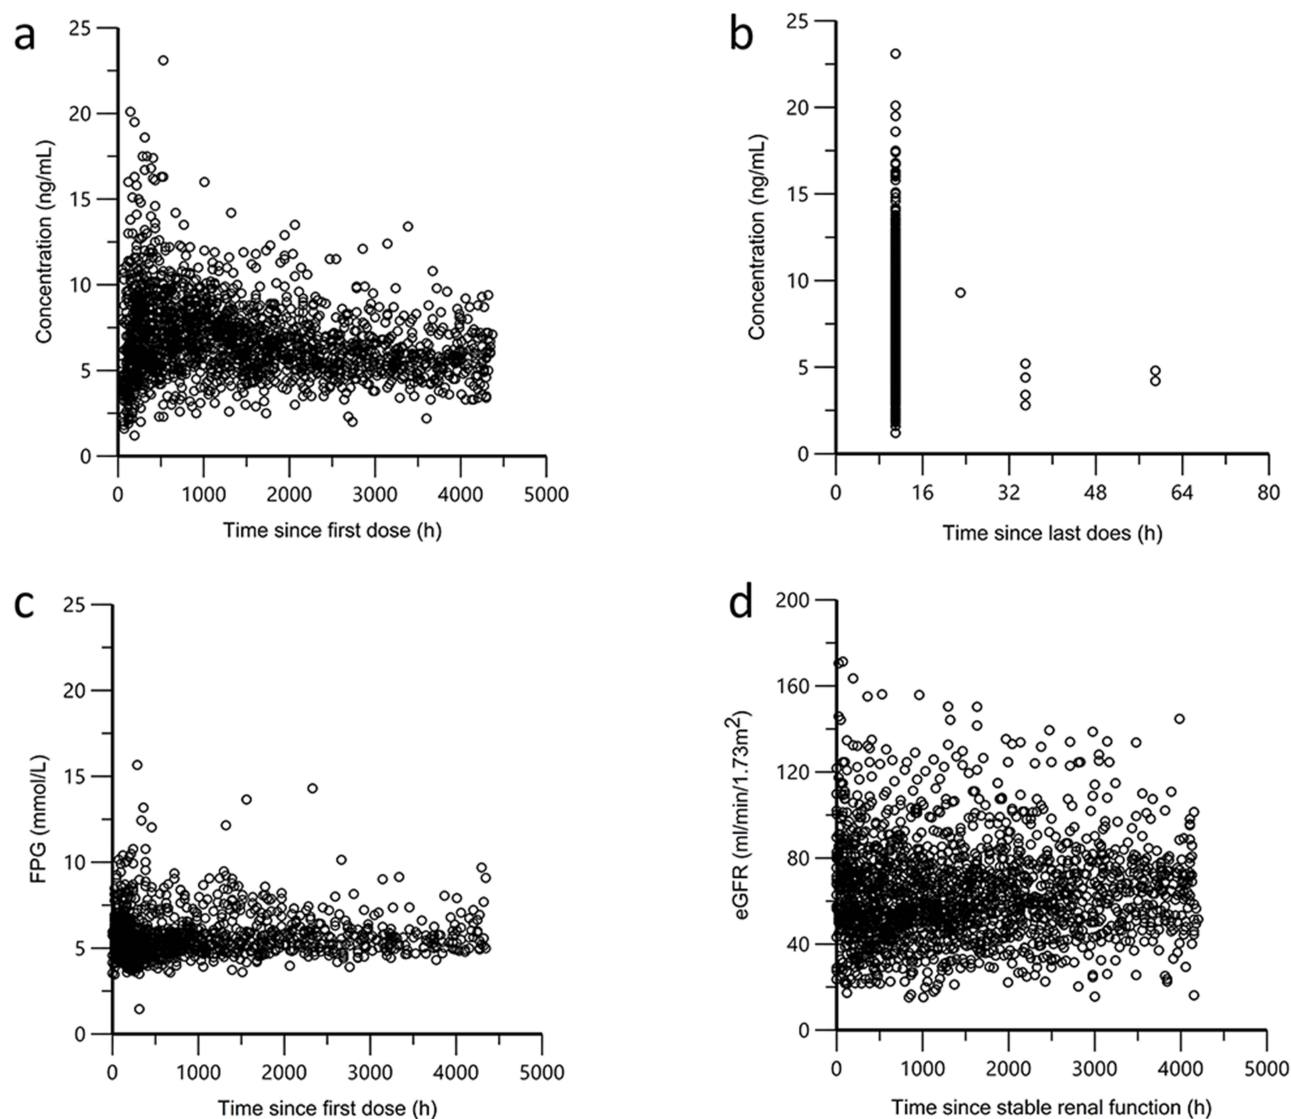 a
25
20
15
10
5
0
Concentration (ng/mL)
0 1000 2000 3000 4000 5000
Time since first dose (h)
b
25
20
15
10
5
0
Concentration (ng/mL)
0 16 32 48 64 80
Time since last does (h)
c
25
20
15
10
5
0
FPG (mmol/L)
0 1000 2000 3000 4000 5000
Time since first dose (h)
d
200
160
120
80
40
0
eGFR (ml/min/1.73m²)
0 1000 2000 3000 4000 5000
Time since stable renal function (h)